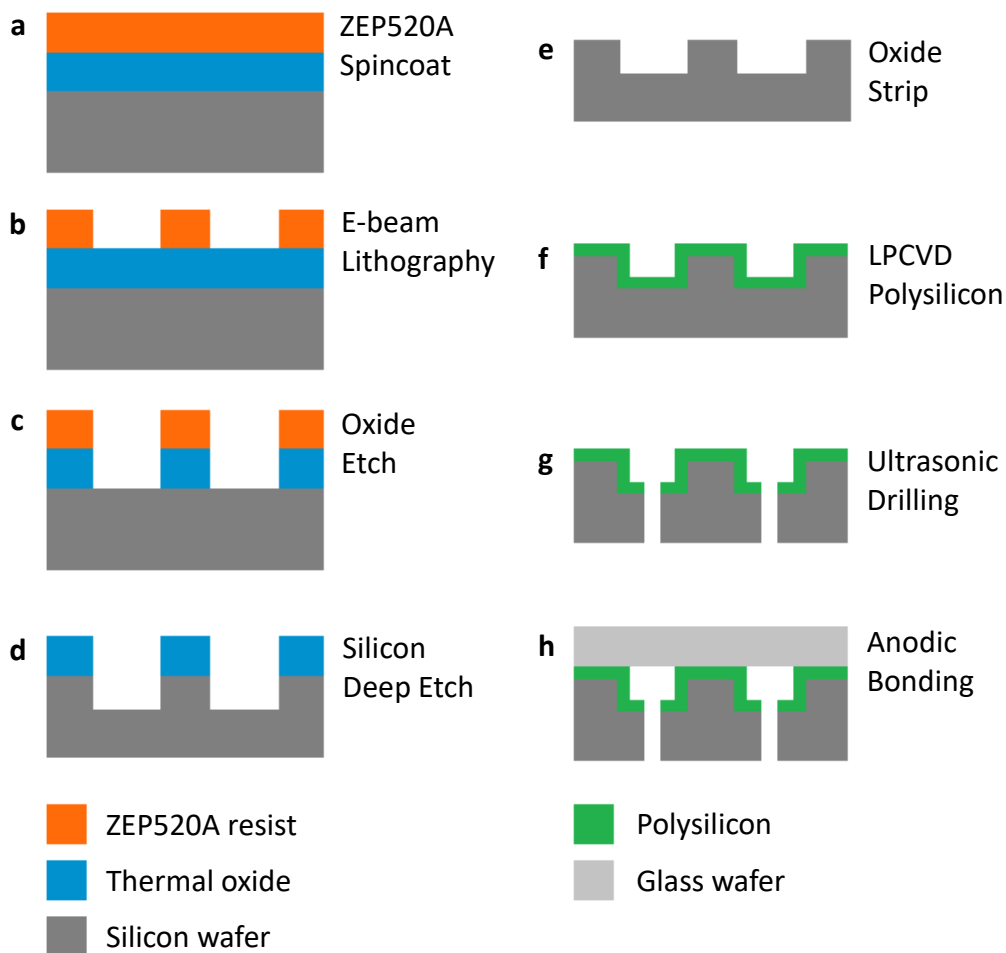 a
ZEP520A
Spincoat
b
E-beam
Lithography
c
Oxide
Etch
d
Silicon
Deep Etch
ZEP520A resist
Thermal oxide
Silicon wafer
e
Oxide
Strip
f
LPCVD
Polysilicon
g
Ultrasonic
Drilling
h
Anodic
Bonding
Polysilicon
Glass wafer